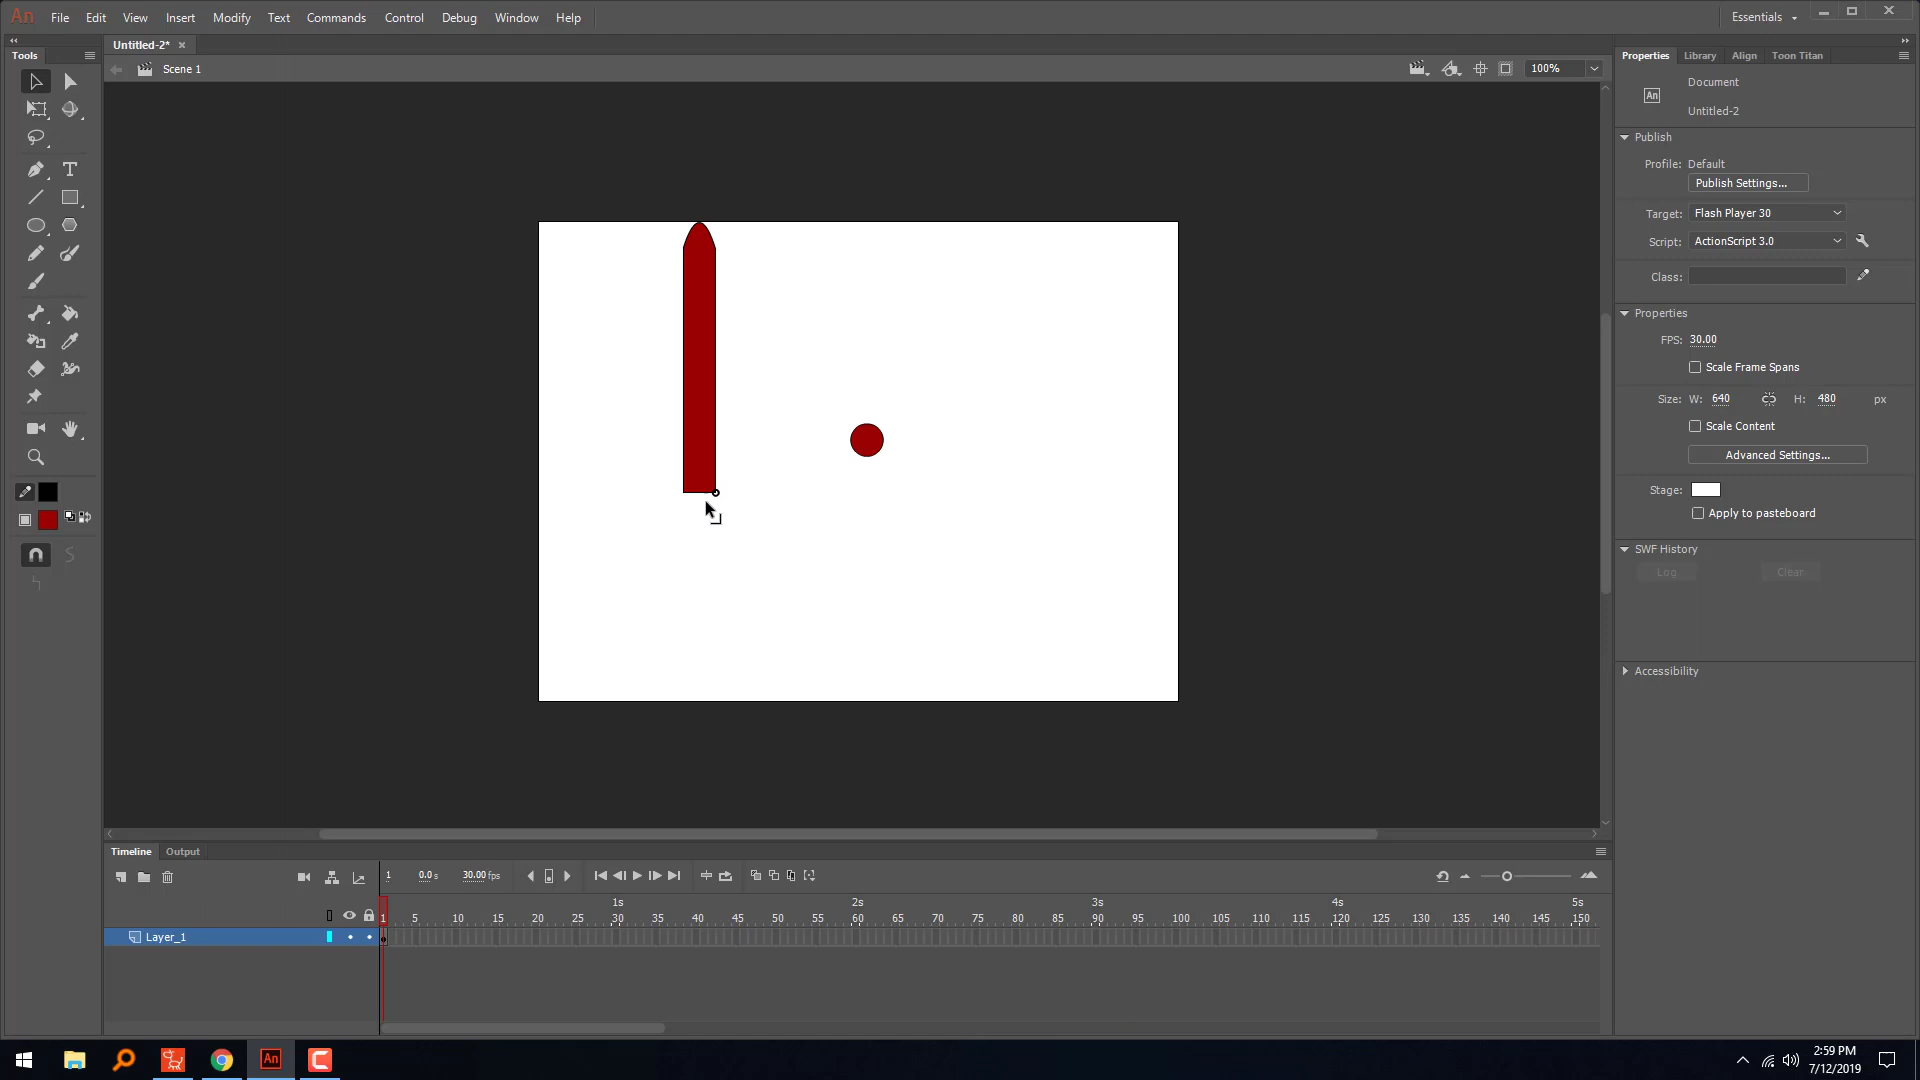 An File Edit View Insert Modify Text Commands Control Debug Window Help Essentials
Tools Untitled-2* Properties Library Align Toon Titan
Scene 1 100%
Document
An
Untitled-2
Publish
Profile: Default
Publish Settings...
Target: Flash Player 30
Script: ActionScript 3.0
Class:
Properties
FPS: 30.00
Scale Frame Spans
Size: W: 640 H: 480 px
Scale Content
Advanced Settings...
Stage:
Apply to pasteboard
SWF History
Log Clear
Accessibility
Timeline Output
1 0.0 s 30.00 fps
1s 2s 3s 4s 5s
1 5 10 15 20 25 30 35 40 45 50 55 60 65 70 75 80 85 90 95 100 105 110 115 120 125 130 135 140 145 150
Layer_1
An
2:59 PM
7/12/2019